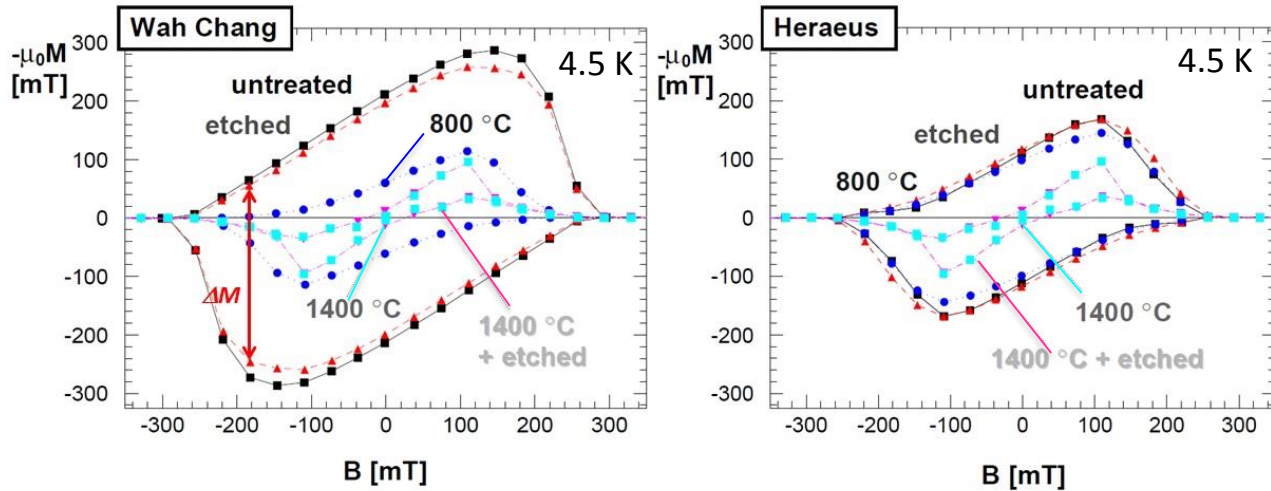 Wah Chang
-μ₀M
[mT]
4.5 K
untreated
etched
800 °C
ΔM
1400 °C
1400 °C
+ etched
300
200
100
0
-100
-200
-300
-300 -200 -100 0 100 200 300
B [mT]
Heraeus
-μ₀M
[mT]
4.5 K
untreated
etched
800 °C
1400 °C
1400 °C + etched
300
200
100
0
-100
-200
-300
-300 -200 -100 0 100 200 300
B [mT]